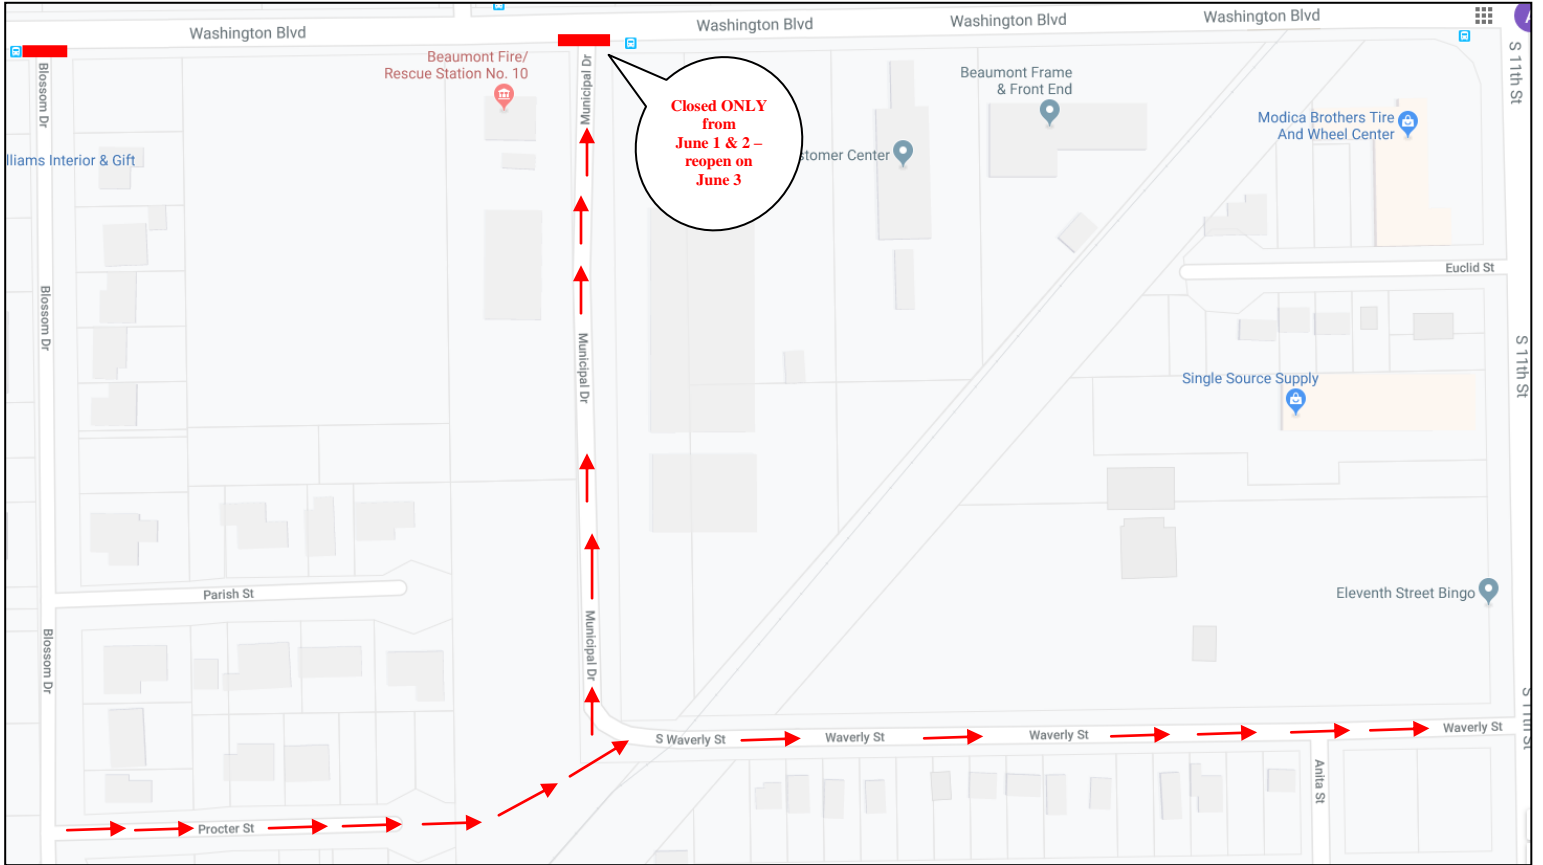 Washington Blvd
Washington Blvd
Washington Blvd
Washington Blvd
Beaumont Fire/
Rescue Station No. 10
Municipal Dr
Closed ONLY
from
June 1 & 2 –
reopen on
June 3
stomer Center
Beaumont Frame
& Front End
Modica Brothers Tire
And Wheel Center
S 11th St
Blossom Dr
lliams Interior & Gift
Euclid St
Blossom Dr
Municipal Dr
S 11th St
Single Source Supply
Parish St
Eleventh Street Bingo
Blossom Dr
Municipal Dr
S 11th St
S Waverly St
Waverly St
Waverly St
Waverly St
Anita St
Procter St